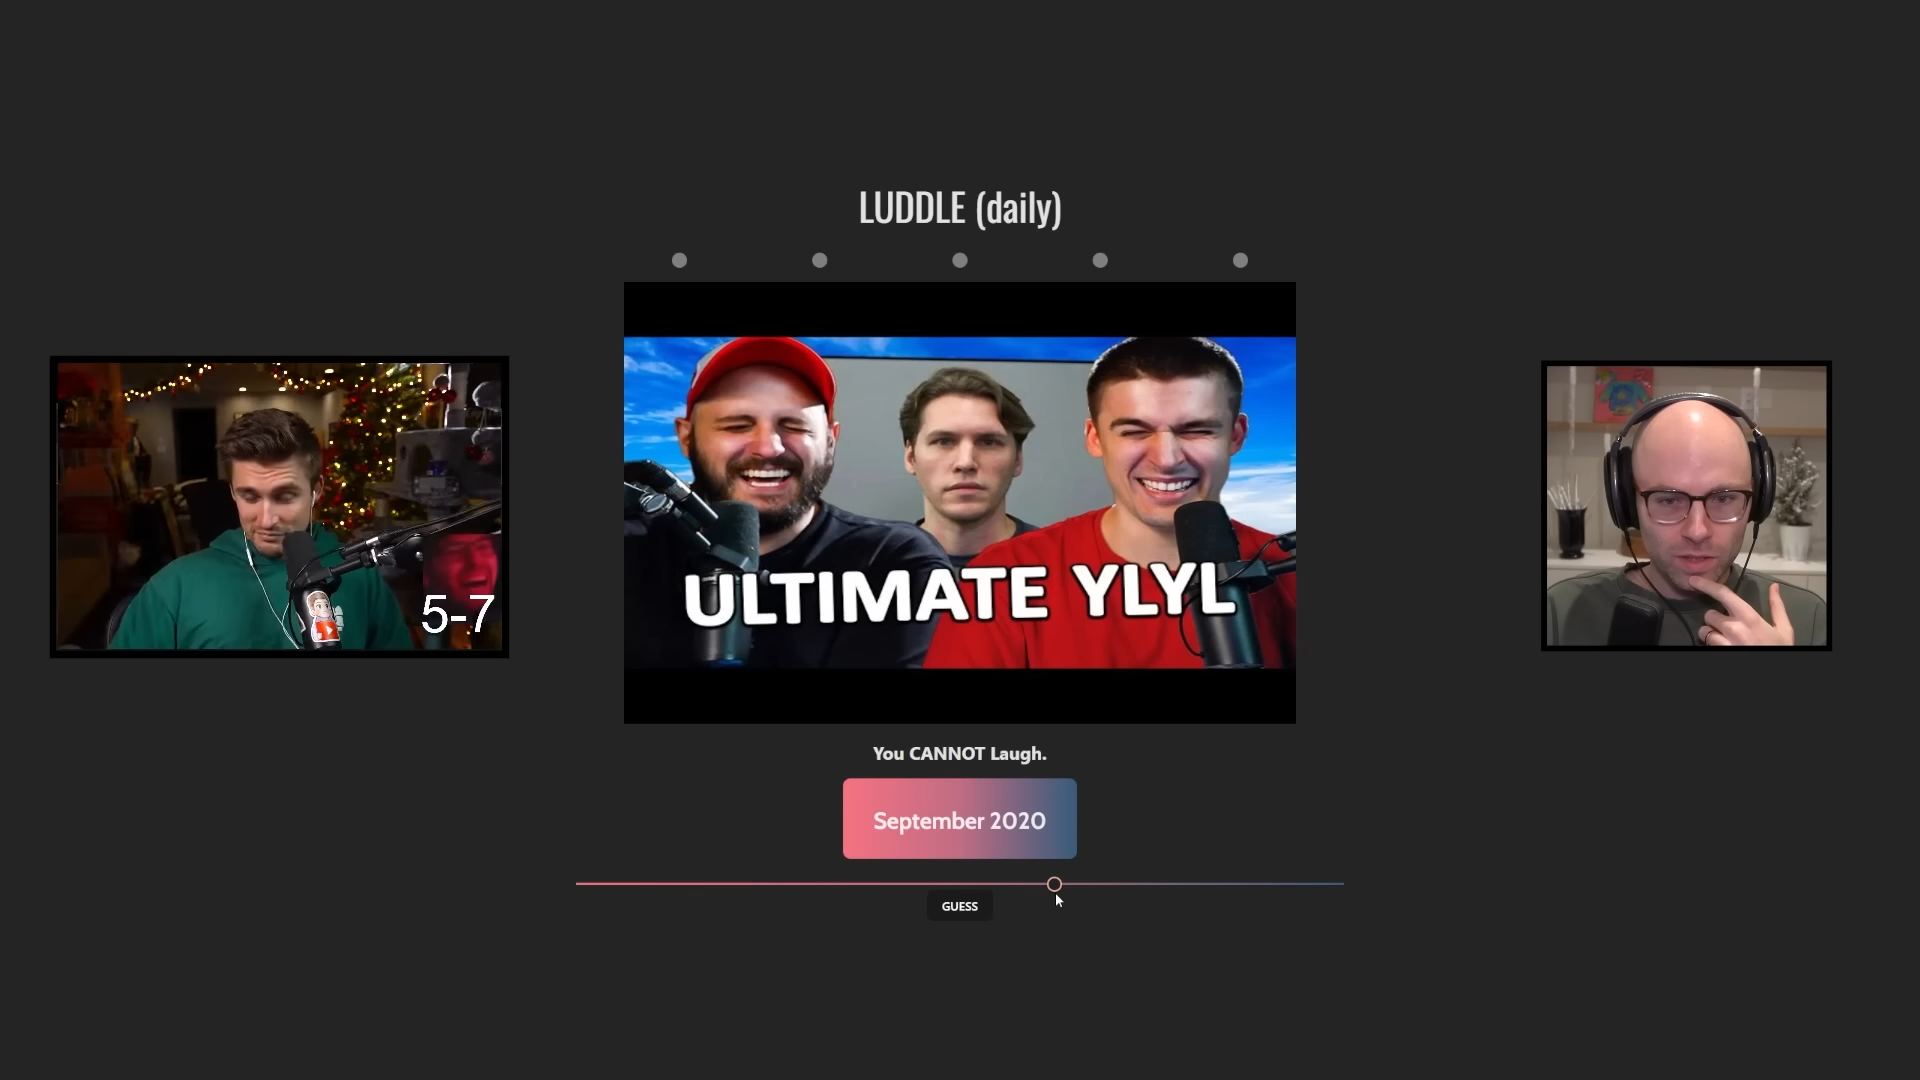 LUDDLE (daily)
ULTIMATE YLYL
5-7
You CANNOT Laugh.
September 2020
GUESS